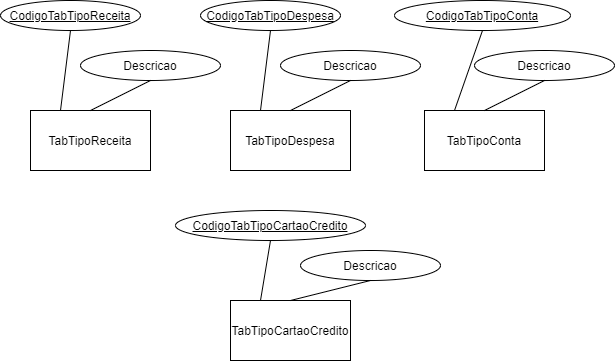 CodigoTabTipoReceita
CodigoTabTipoDespesa
CodigoTabTipoConta
Descricao
Descricao
Descricao
TabTipoReceita
TabTipoDespesa
TabTipoConta
CodigoTabTipoCartaoCredito
Descricao
TabTipoCartaoCredito